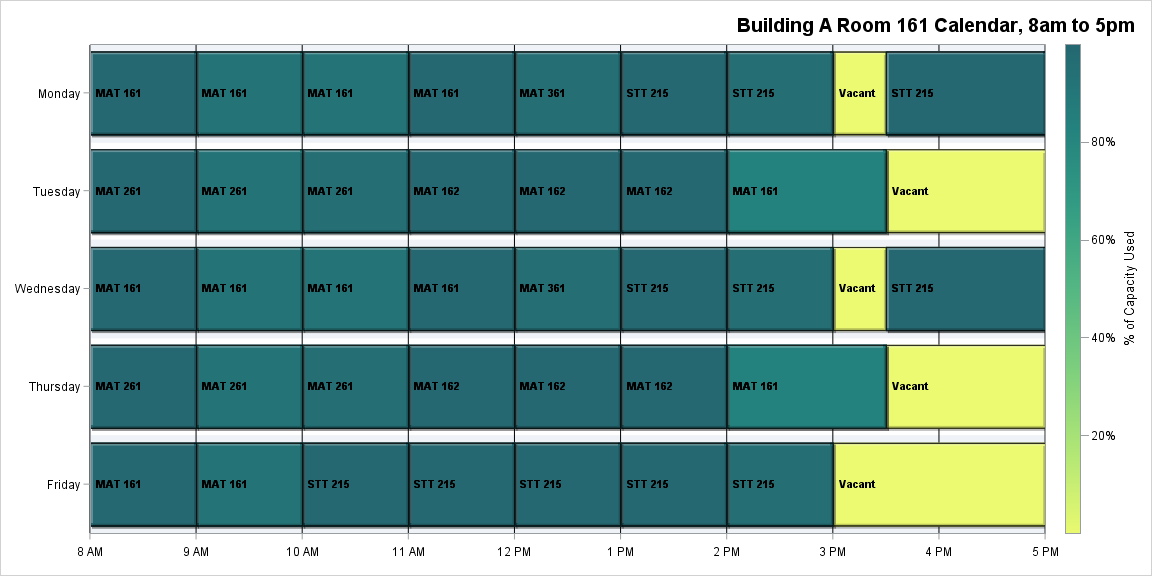 Building A Room 161 Calendar, 8am to 5pm
Monday MAT 161 MAT 161 MAT 161 MAT 161 MAT 361 STT 215 STT 215 Vacant STT 215
Tuesday MAT 261 MAT 261 MAT 261 MAT 162 MAT 162 MAT 162 MAT 161 Vacant
Wednesday MAT 161 MAT 161 MAT 161 MAT 161 MAT 361 STT 215 STT 215 Vacant STT 215
Thursday MAT 261 MAT 261 MAT 261 MAT 162 MAT 162 MAT 162 MAT 161 Vacant
Friday MAT 161 MAT 161 STT 215 STT 215 STT 215 STT 215 STT 215 Vacant
8 AM 9 AM 10 AM 11 AM 12 PM 1 PM 2 PM 3 PM 4 PM 5 PM
80%
60%
40%
20%
% of Capacity Used